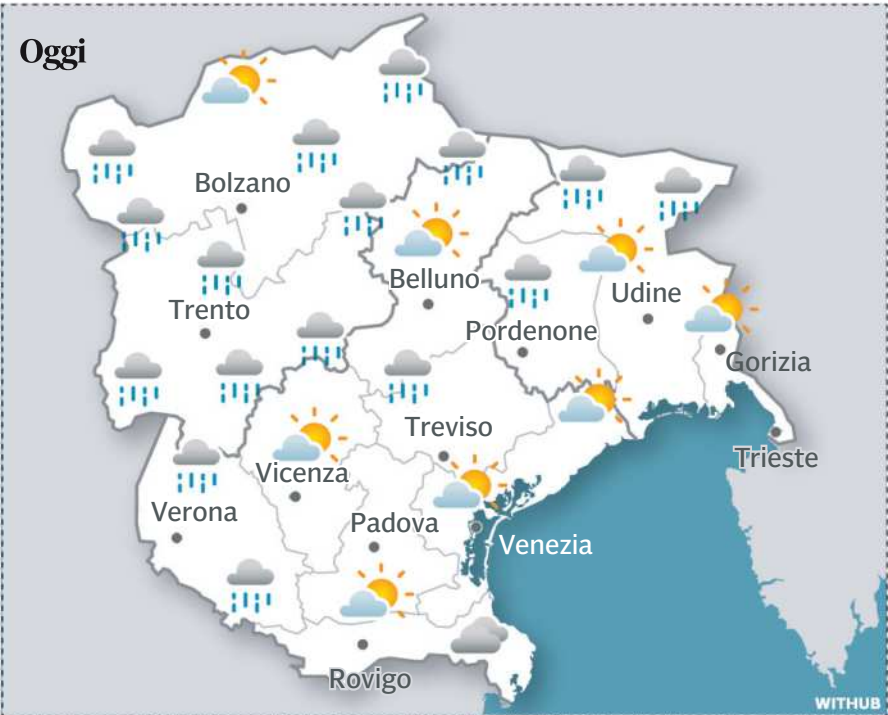 Oggi
Bolzano
Belluno
Udine
Trento
Pordenone
Gorizia
Treviso
Trieste
Vicenza
Verona
Padova
Venezia
Rovigo
WITHUB